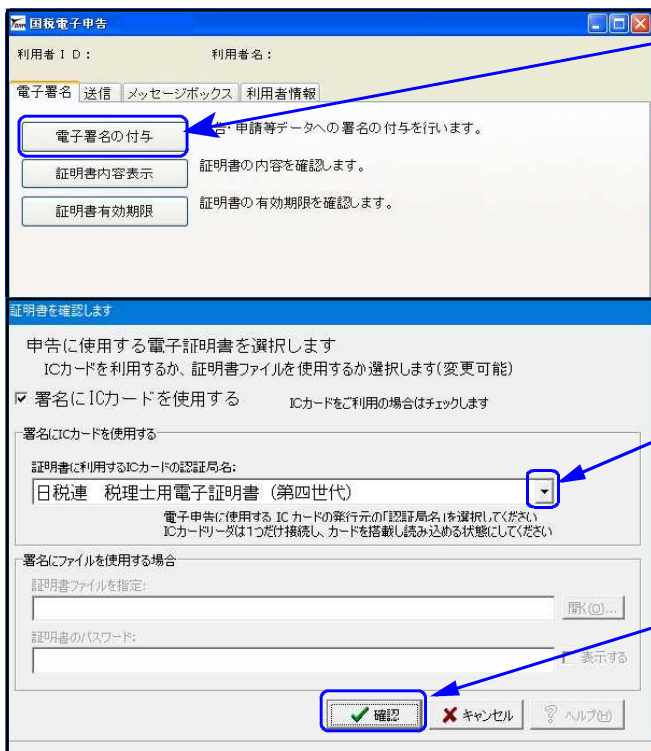 国税電子申告
利用者ID:　利用者名:
電子署名　送信　メッセージボックス　利用者情報
電子署名の付与　告・申請等データへの署名の付与を行います。
証明書内容表示　証明書の内容を確認します。
証明書有効期限　証明書の有効期限を確認します。
証明書を確認します
申告に使用する電子証明書を選択します
ICカードを利用するか、証明書ファイルを使用するか選択します(変更可能)
署名にICカードを使用する　ICカードをご利用の場合はチェックします
署名にICカードを使用する
証明書に利用するICカードの認証局名:
日税連　税理士用電子証明書(第四世代)
電子申告に使用する IC カードの発行元の「認証局名」を選択してください
ICカードリーダは1つだけ接続し、カードを搭載し読み込める状態にしてください
署名にファイルを使用する場合
証明書ファイルを指定:
開く(O)...
証明書のパスワード:
表示する
確認　キャンセル　ヘルプ(H)